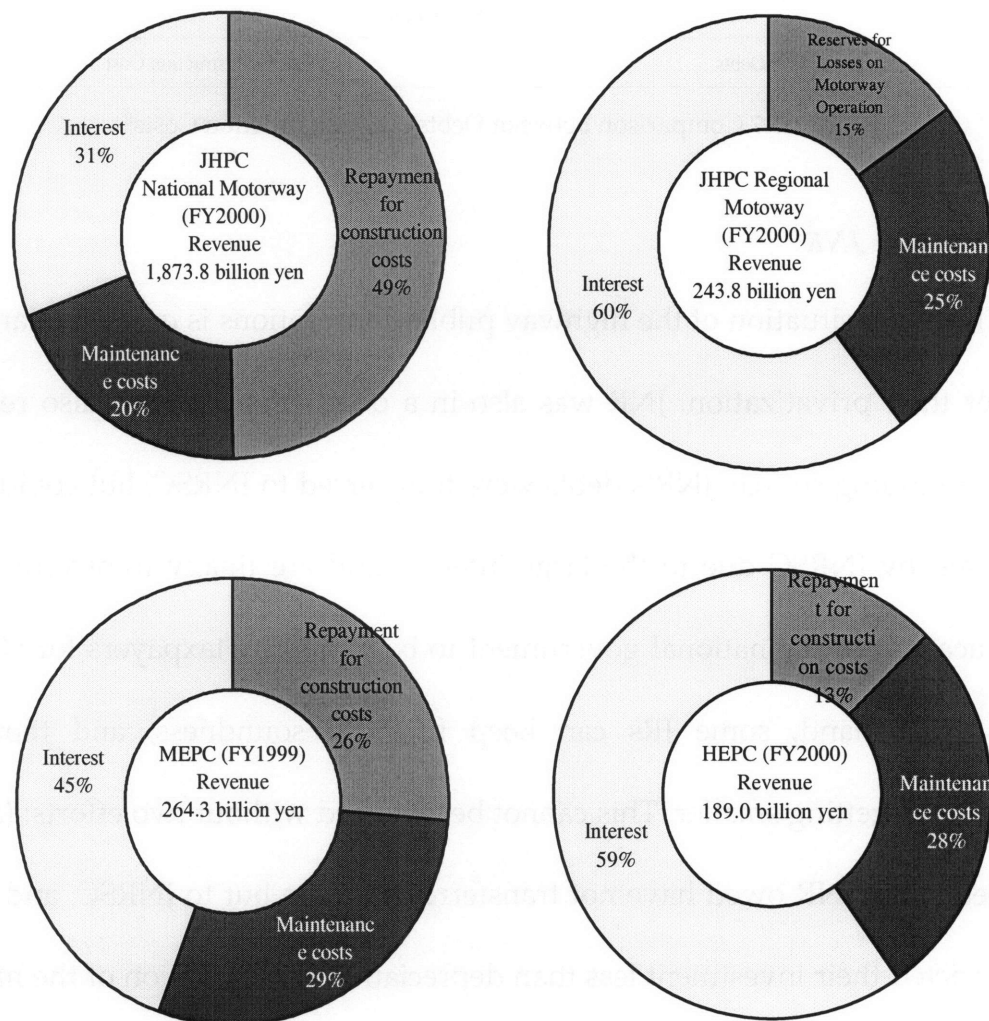 Interest
31%
JHPC
National Motorway
(FY2000)
Revenue
1,873.8 billion yen
Repayment
for
construction
costs
49%
Maintenanc
e costs
20%
Reserves for
Losses on
Motorway
Operation
15%
JHPC Regional
Motoway
(FY2000)
Revenue
243.8 billion yen
Interest
60%
Maintenan
ce costs
25%
Repayment
for
construction
costs
26%
Interest
45%
MEPC (FY1999)
Revenue
264.3 billion yen
Maintenanc
e costs
29%
Repaymen
t for
constructi
on costs
13%
HEPC (FY2000)
Revenue
189.0 billion yen
Interest
59%
Maintenan
ce costs
28%